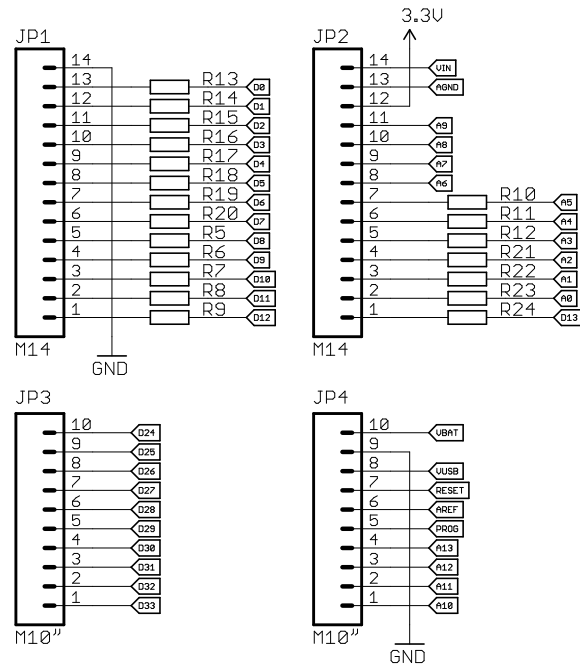 3.3V
JP1
JP2
14
13 R13 D0
12 R14 D1
11 R15 D2
10 R16 D3
9 R17 D4
8 R18 D5
7 R19 D6
6 R20 D7
5 R5 D8
4 R6 D9
3 R7 D10
2 R8 D11
1 R9 D12
M14
GND
14 VIN
13 AGND
12
11 A9
10 A8
9 A7
8 A6
7 R10 A5
6 R11 A4
5 R12 A3
4 R21 A2
3 R22 A1
2 R23 A0
1 R24 D13
M14
JP3
10 D24
9 D25
8 D26
7 D27
6 D28
5 D29
4 D30
3 D31
2 D32
1 D33
M10"
JP4
10 VBAT
9
8 VUSB
7 RESET
6 AREF
5 PROG
4 A13
3 A12
2 A11
1 A10
M10"
GND